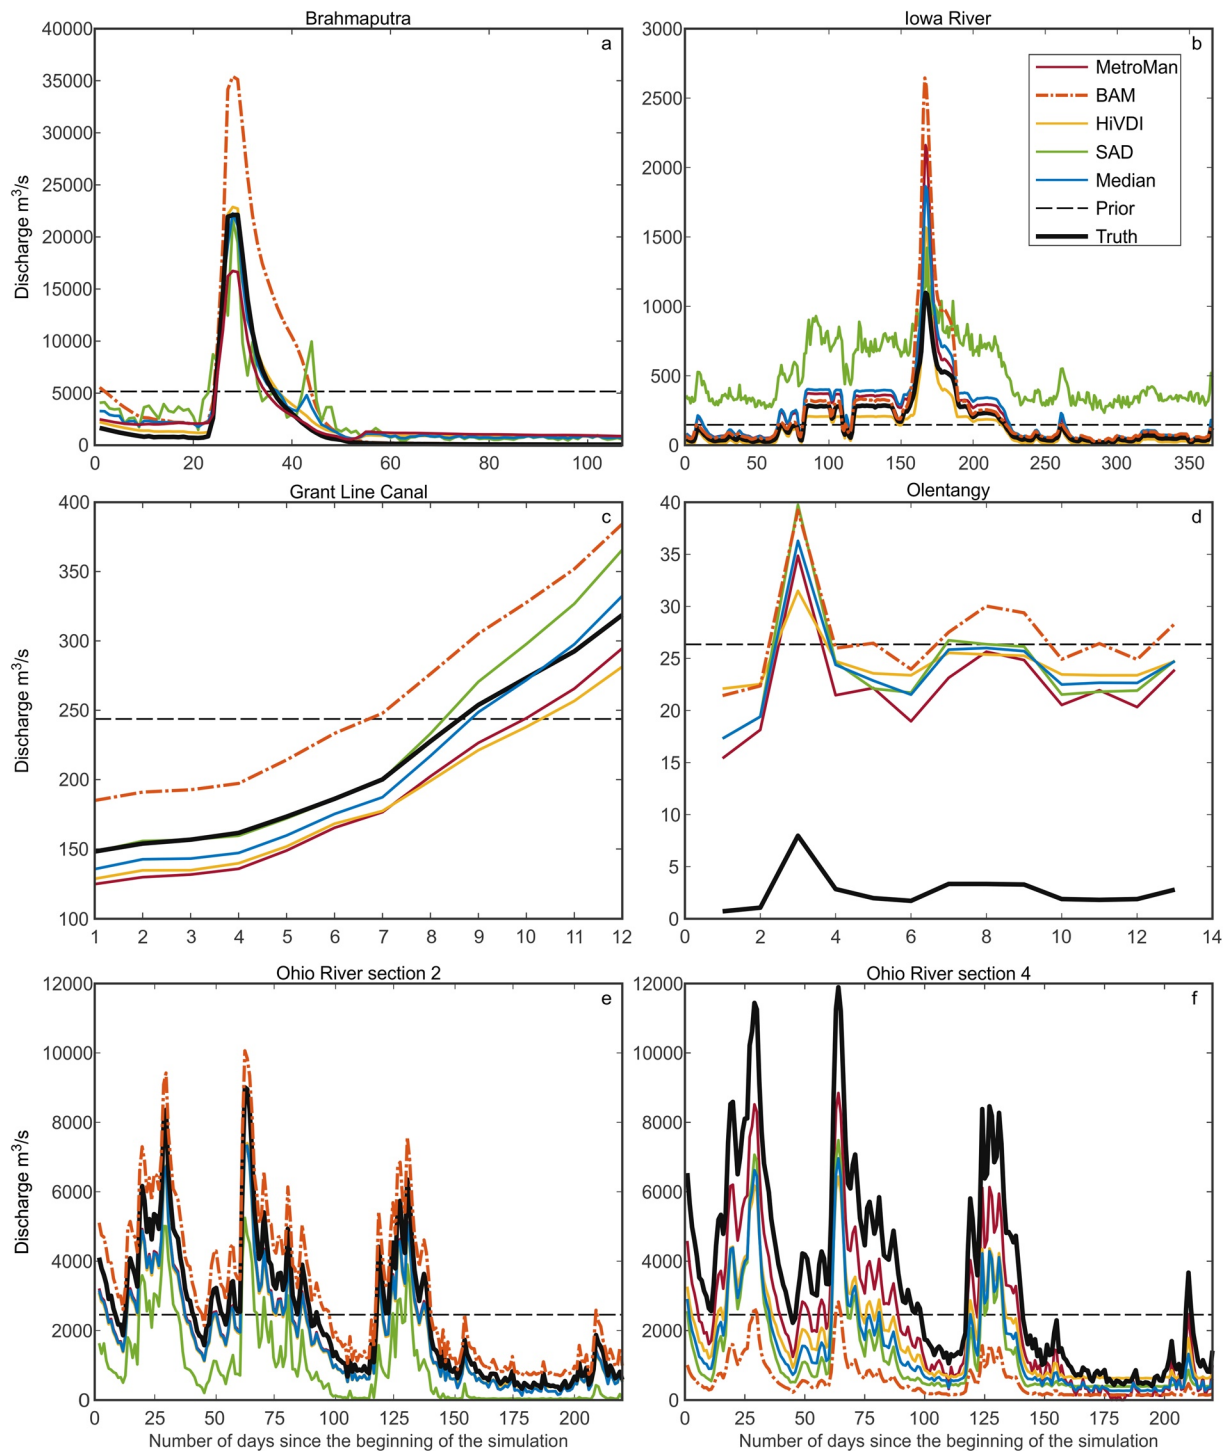 Brahmaputra
Iowa River
40000
35000
30000
25000
20000
15000
10000
5000
0
Discharge m³/s
a
0 20 40 60 80 100
3000
2500
2000
1500
1000
500
0
b
MetroMan
BAM
HiVDI
SAD
Median
Prior
Truth
0 50 100 150 200 250 300 350
Grant Line Canal
Olentangy
400
350
300
250
200
150
100
Discharge m³/s
c
1 2 3 4 5 6 7 8 9 10 11 12
40
35
30
25
20
15
10
5
0
d
0 2 4 6 8 10 12 14
Ohio River section 2
Ohio River section 4
12000
10000
8000
6000
4000
2000
0
Discharge m³/s
e
0 25 50 75 100 125 150 175 200
Number of days since the beginning of the simulation
12000
10000
8000
6000
4000
2000
0
f
0 25 50 75 100 125 150 175 200
Number of days since the beginning of the simulation